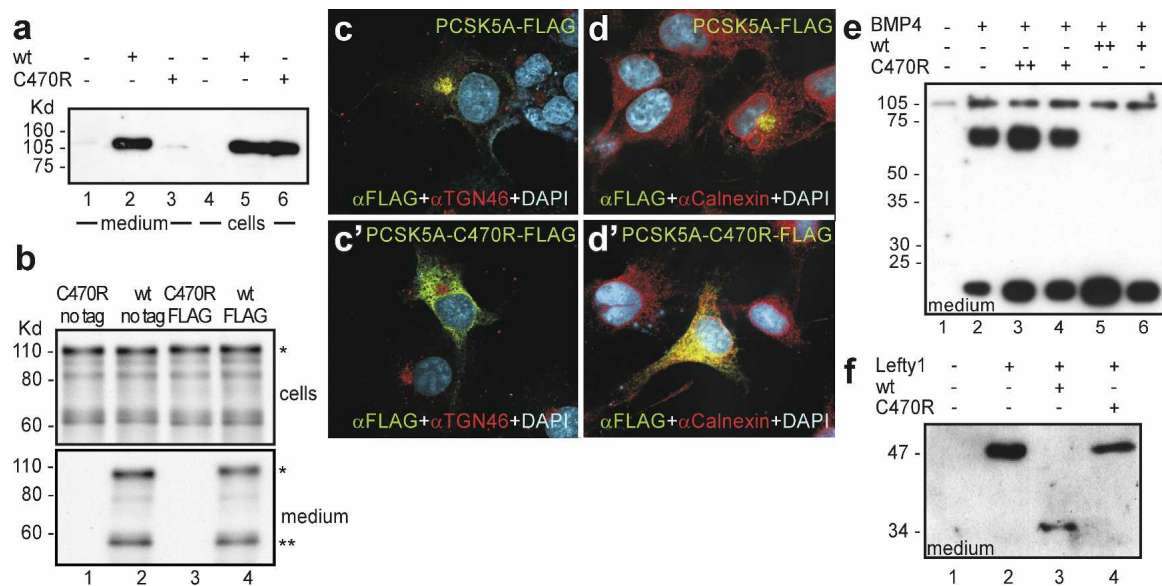 a
wt - + - - + -
C470R - - + - - +
Kd
160 -
105 -
75 -
1 2 3 4 5 6
medium cells
b
C470R wt C470R wt
no tag no tag FLAG FLAG
Kd
110 - *
80 -
cells
60 -
110 - *
80 -
medium
60 -
**
1 2 3 4
c
PCSK5A-FLAG
αFLAG+αTGN46+DAPI
d
PCSK5A-FLAG
αFLAG+αCalnexin+DAPI
c'
PCSK5A-C470R-FLAG
αFLAG+αTGN46+DAPI
d'
PCSK5A-C470R-FLAG
αFLAG+αCalnexin+DAPI
e
BMP4 - + + + + +
wt - - - - ++ +
C470R - - ++ + - -
105 -
75 -
50 -
35 -
30 -
25 -
medium
1 2 3 4 5 6
f
Lefty1 - + + +
wt - - + -
C470R - - - +
47 -
34 -
medium
1 2 3 4